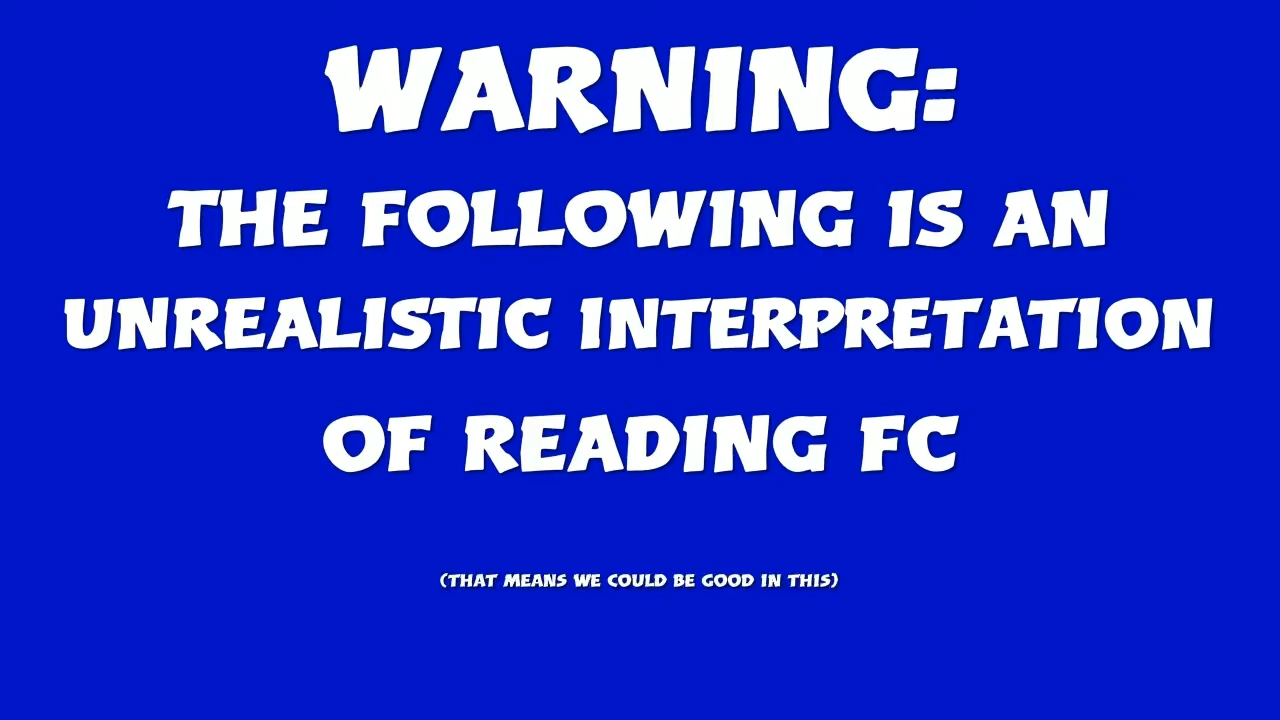 WARNING:
THE FOLLOWING IS AN
UNREALISTIC INTERPRETATION
OF READING FC
(THAT MEANS WE COULD BE GOOD IN THIS)